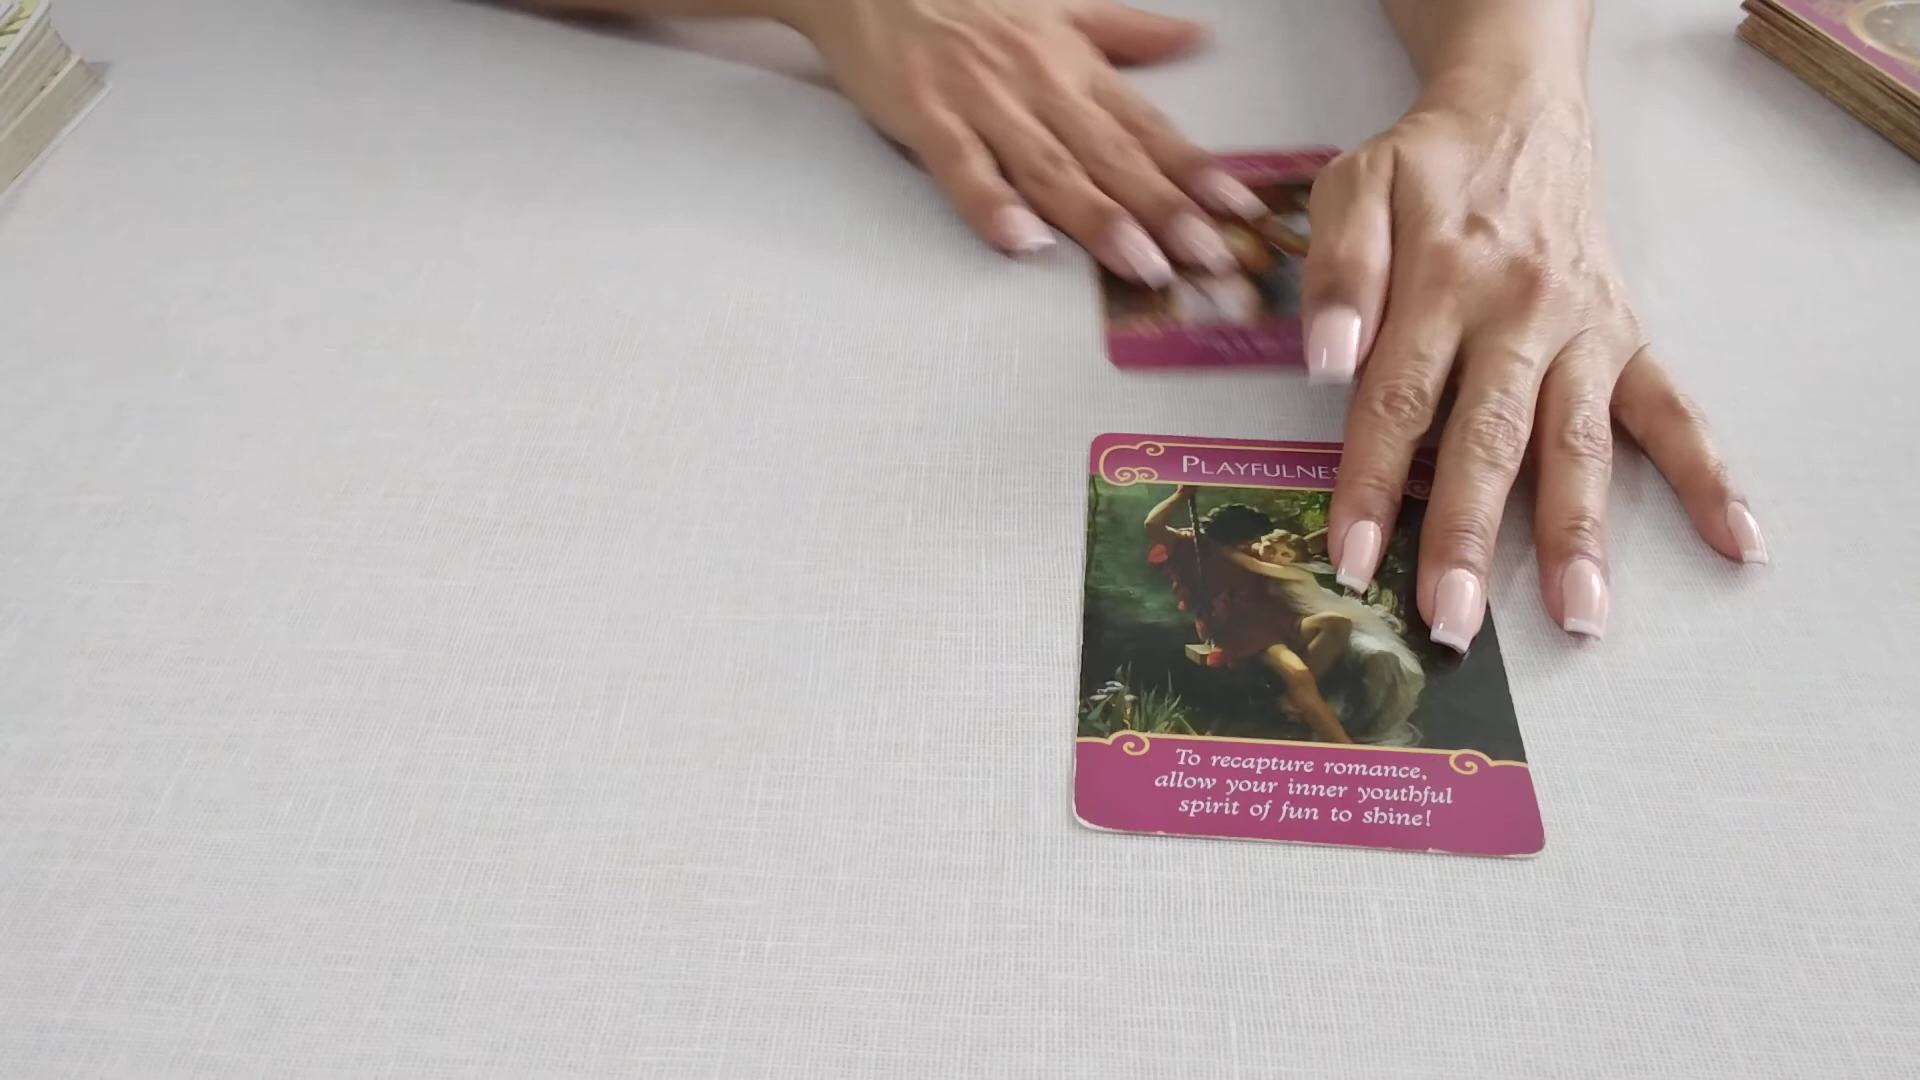 PLAYFULNES
To recapture romance,
allow your inner youthful
spirit of fun to shine!